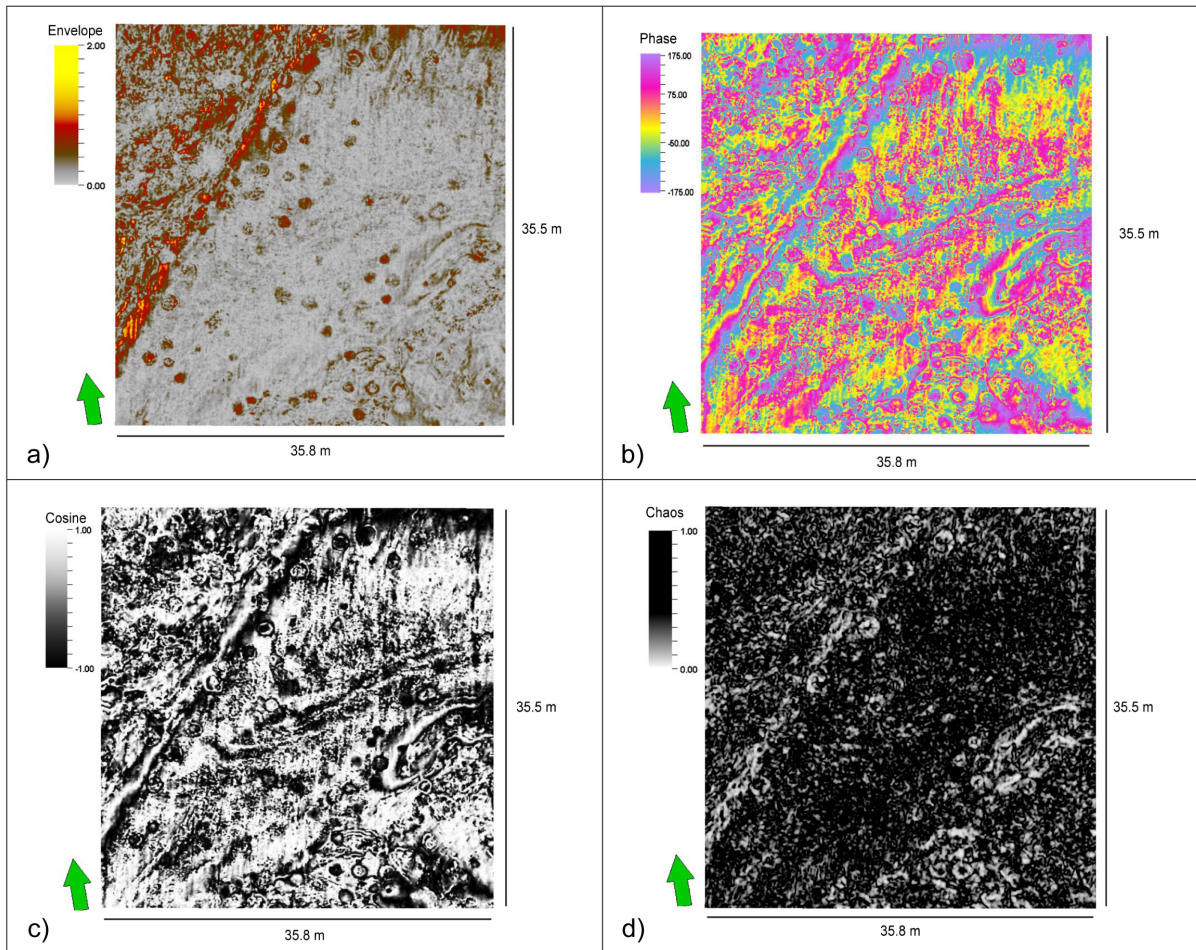 Envelope
2.00
0.00
35.5 m
35.8 m
a)
Phase
175.00
75.00
-50.00
-175.00
35.5 m
35.8 m
b)
Cosine
1.00
-1.00
35.5 m
35.8 m
c)
Chaos
1.00
0.00
35.5 m
35.8 m
d)